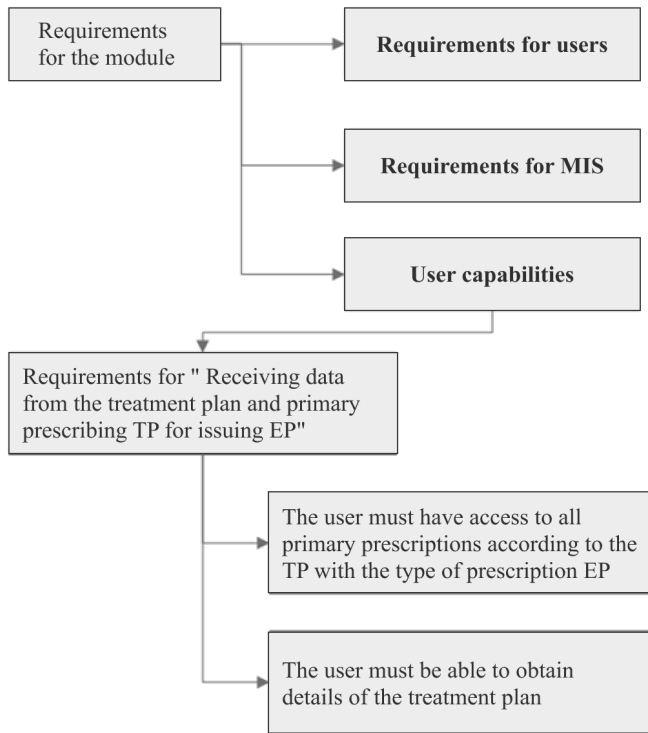 Requirements
for the module
Requirements for users
Requirements for MIS
User capabilities
Requirements for " Receiving data
from the treatment plan and primary
prescribing TP for issuing EP"
The user must have access to all
primary prescriptions according to the
TP with the type of prescription EP
The user must be able to obtain
details of the treatment plan